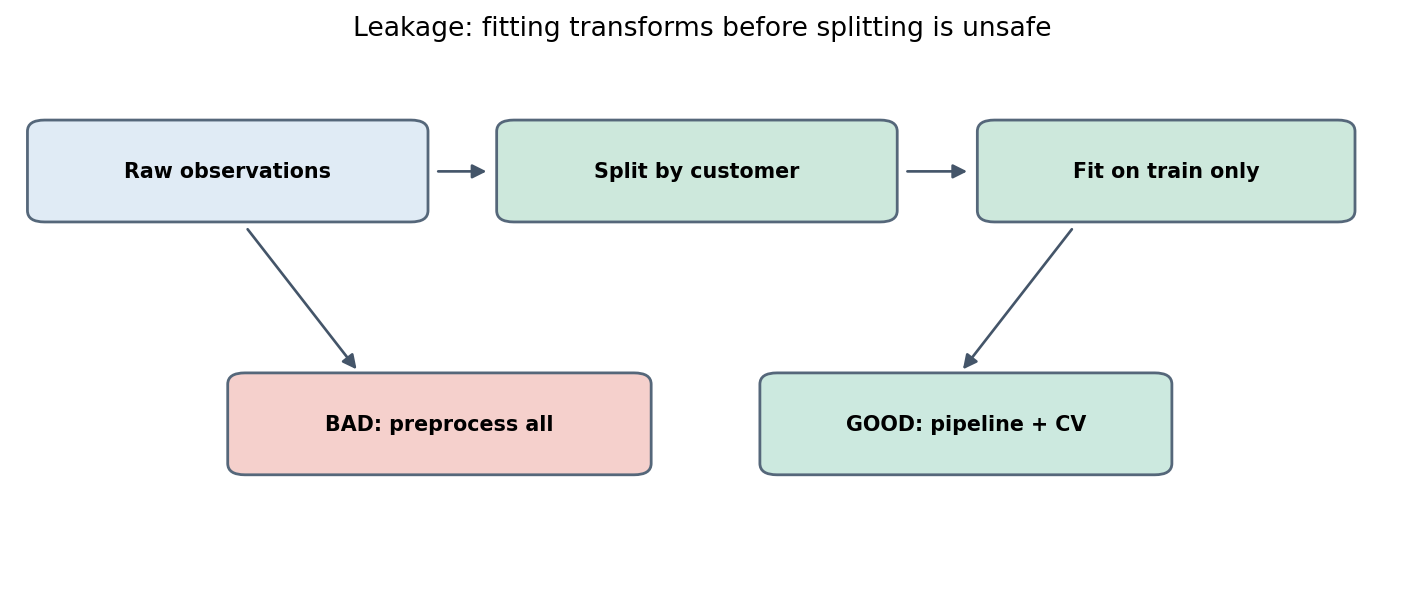 Leakage: fitting transforms before splitting is unsafe
Raw observations
Split by customer
Fit on train only
BAD: preprocess all
GOOD: pipeline + CV